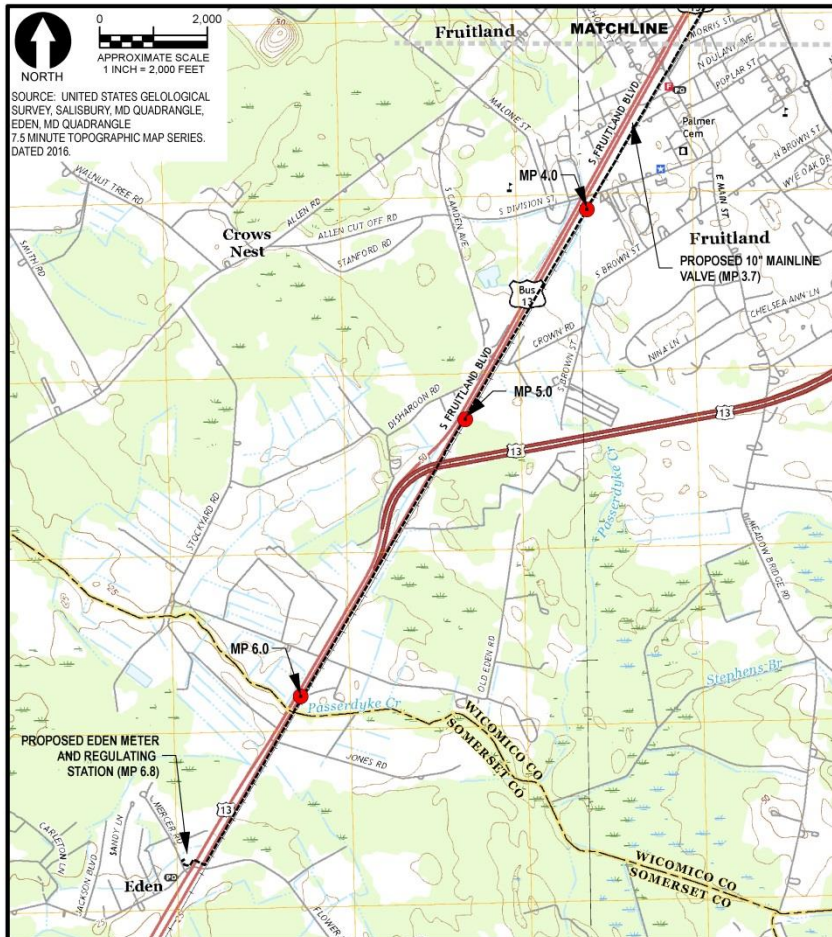 0 2,000
APPROXIMATE SCALE
1 INCH = 2,000 FEET
NORTH
SOURCE: UNITED STATES GELOLOGICAL
SURVEY, SALISBURY, MD QUADRANGLE,
EDEN, MD QUADRANGLE
7.5 MINUTE TOPOGRAPHIC MAP SERIES.
DATED 2016.
50
Fruitland
MATCHLINE
13
MORRIS ST
N DULANY AVE
POPLAR ST
F
PD
MALONE ST
S FRUITLAND BLVD
Palmer
Cem
N BROWN ST
WYE OAK DR
WALNUT TREE RD
MP 4.0
ALLEN RD
S CAMDEN AVE
S DIVISION ST
E MAIN ST
Crows
Nest
ALLEN CUT OFF RD
STANFORD RD
SMITH RD
Fruitland
PROPOSED 10" MAINLINE
VALVE (MP 3.7)
S BROWN ST
Bus
13
CHELSEA ANN LN
CROWN RD
NINA LN
S FRUITLAND BLVD
S BROWN ST
DISHAROON RD
MP 5.0
13
13
50
STOCKYARD RD
Passerdyke Cr
MEADOW BRIDGE RD
25
MP 6.0
OLD EDEN RD
Stephens Br
Passerdyke Cr
WICOMICO CO
SOMERSET CO
PROPOSED EDEN METER
AND REGULATING
STATION (MP 6.8)
JONES RD
13
MERCER RD
CARLETON LN
SANDY LN
JACKSON BLVD
PD
Eden
FLOWER
WICOMICO CO
SOMERSET CO